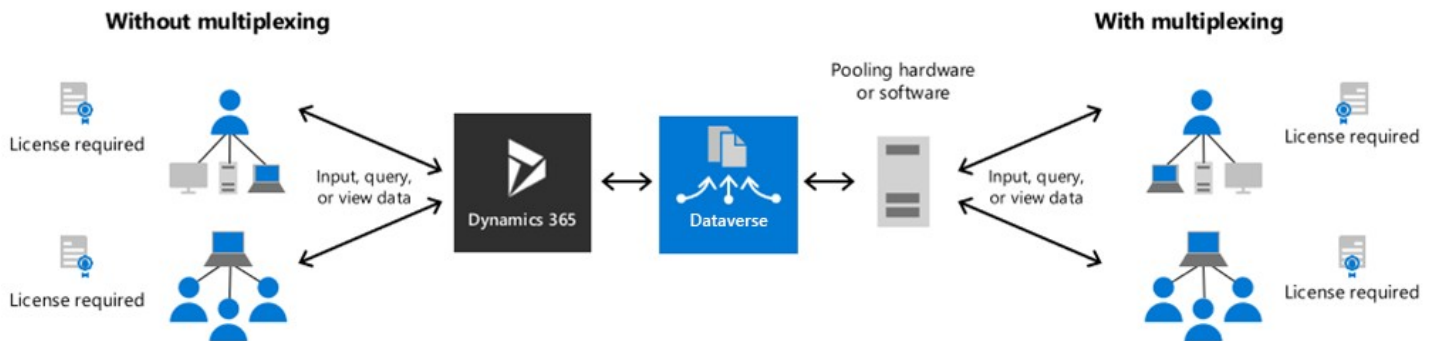 Without multiplexing
With multiplexing
Pooling hardware
or software
License required
Input, query,
or view data
Dynamics 365
Dataverse
Input, query,
or view data
License required
License required
License required